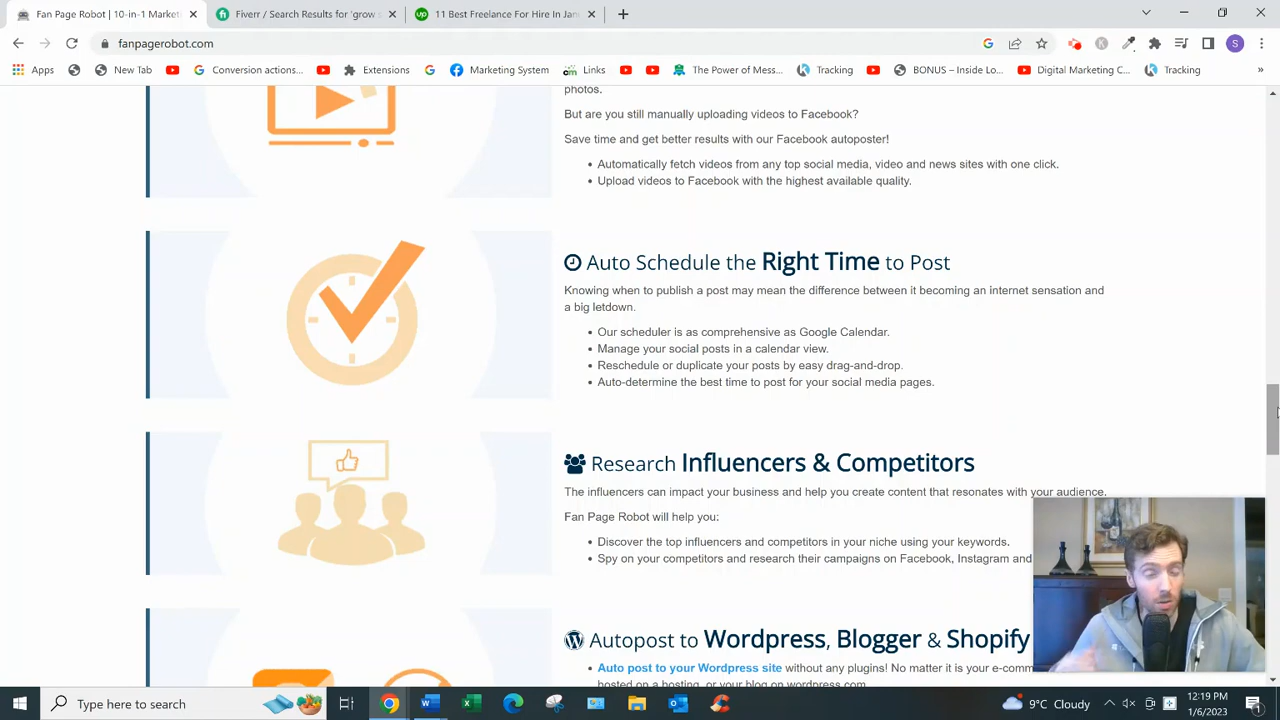 Fan Page Robot | 10-in-1 Market
Fiverr / Search Results for 'grow s
11 Best Freelance For Hire In Jan
fanpagerobot.com
S
Apps
New Tab
Conversion actions...
Extensions
Marketing System
Links
The Power of Mess...
Tracking
BONUS – Inside Lo...
Digital Marketing C...
Tracking
»
photos.
But are you still manually uploading videos to Facebook?
Save time and get better results with our Facebook autoposter!
• Automatically fetch videos from any top social media, video and news sites with one click.
• Upload videos to Facebook with the highest available quality.
Auto Schedule the Right Time to Post
Knowing when to publish a post may mean the difference between it becoming an internet sensation and
a big letdown.
• Our scheduler is as comprehensive as Google Calendar.
• Manage your social posts in a calendar view.
• Reschedule or duplicate your posts by easy drag-and-drop.
• Auto-determine the best time to post for your social media pages.
Research Influencers & Competitors
The influencers can impact your business and help you create content that resonates with your audience.
Fan Page Robot will help you:
• Discover the top influencers and competitors in your niche using your keywords.
• Spy on your competitors and research their campaigns on Facebook, Instagram and
Autopost to Wordpress, Blogger & Shopify
• Auto post to your Wordpress site without any plugins! No matter it is your e-comm
hosted on a hosting, or your blog on wordpress.com
Type here to search
9°C Cloudy
12:19 PM
1/6/2023